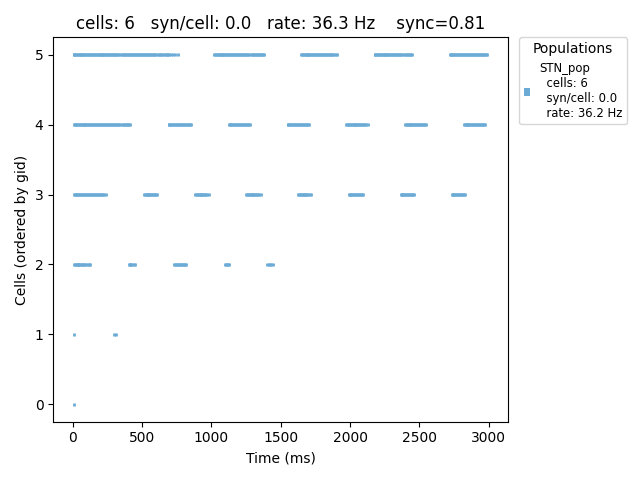 cells: 6   syn/cell: 0.0   rate: 36.3 Hz    sync=0.81
Populations
STN_pop
cells: 6
syn/cell: 0.0
rate: 36.2 Hz
Cells (ordered by gid)
5
4
3
2
1
0
0 500 1000 1500 2000 2500 3000
Time (ms)